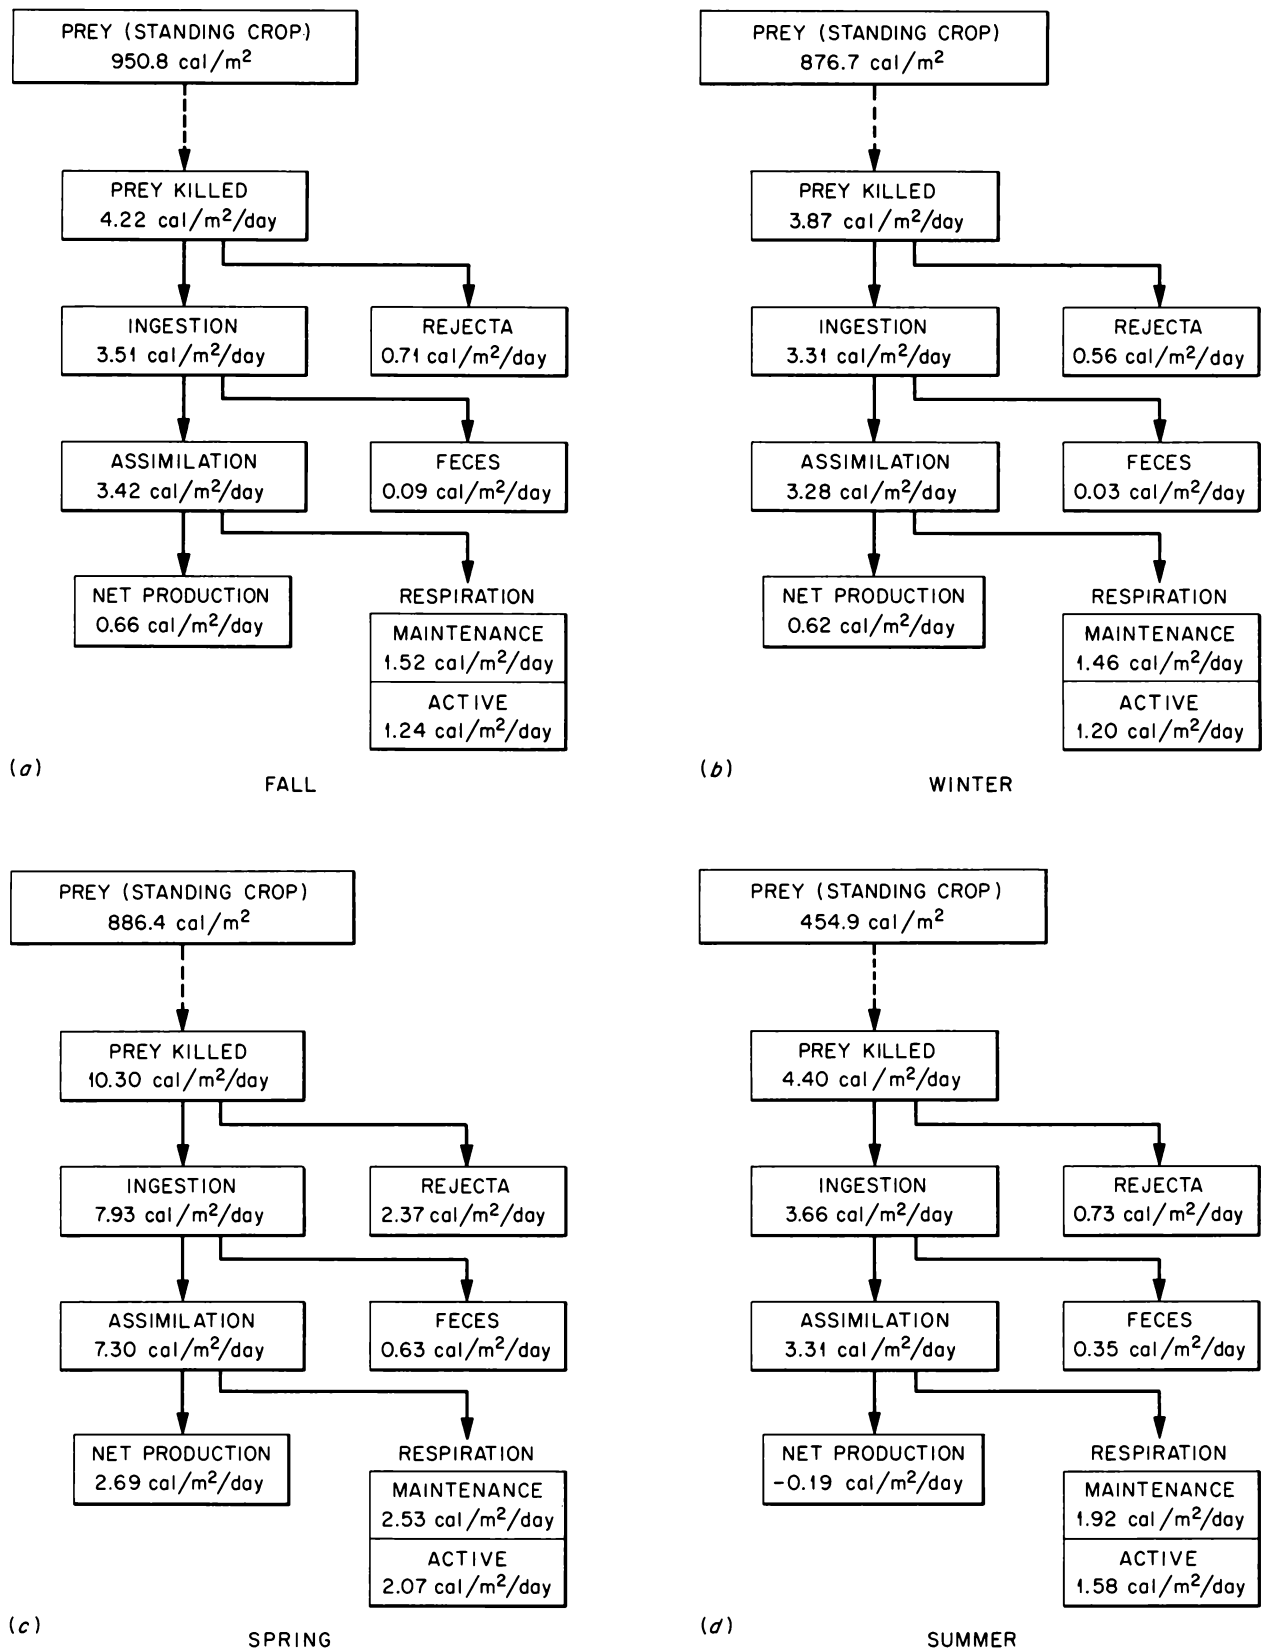 PREY (STANDING CROP)
950.8 cal/m²
PREY KILLED
4.22 cal/m²/day
INGESTION
3.51 cal/m²/day
REJECTA
0.71 cal/m²/day
ASSIMILATION
3.42 cal/m²/day
FECES
0.09 cal/m²/day
NET PRODUCTION
0.66 cal/m²/day
RESPIRATION
MAINTENANCE
1.52 cal/m²/day
ACTIVE
1.24 cal/m²/day
(a)
FALL
PREY (STANDING CROP)
876.7 cal/m²
PREY KILLED
3.87 cal/m²/day
INGESTION
3.31 cal/m²/day
REJECTA
0.56 cal/m²/day
ASSIMILATION
3.28 cal/m²/day
FECES
0.03 cal/m²/day
NET PRODUCTION
0.62 cal/m²/day
RESPIRATION
MAINTENANCE
1.46 cal/m²/day
ACTIVE
1.20 cal/m²/day
(b)
WINTER
PREY (STANDING CROP)
886.4 cal/m²
PREY KILLED
10.30 cal/m²/day
INGESTION
7.93 cal/m²/day
REJECTA
2.37 cal/m²/day
ASSIMILATION
7.30 cal/m²/day
FECES
0.63 cal/m²/day
NET PRODUCTION
2.69 cal/m²/day
RESPIRATION
MAINTENANCE
2.53 cal/m²/day
ACTIVE
2.07 cal/m²/day
(c)
SPRING
PREY (STANDING CROP)
454.9 cal/m²
PREY KILLED
4.40 cal/m²/day
INGESTION
3.66 cal/m²/day
REJECTA
0.73 cal/m²/day
ASSIMILATION
3.31 cal/m²/day
FECES
0.35 cal/m²/day
NET PRODUCTION
-0.19 cal/m²/day
RESPIRATION
MAINTENANCE
1.92 cal/m²/day
ACTIVE
1.58 cal/m²/day
(d)
SUMMER